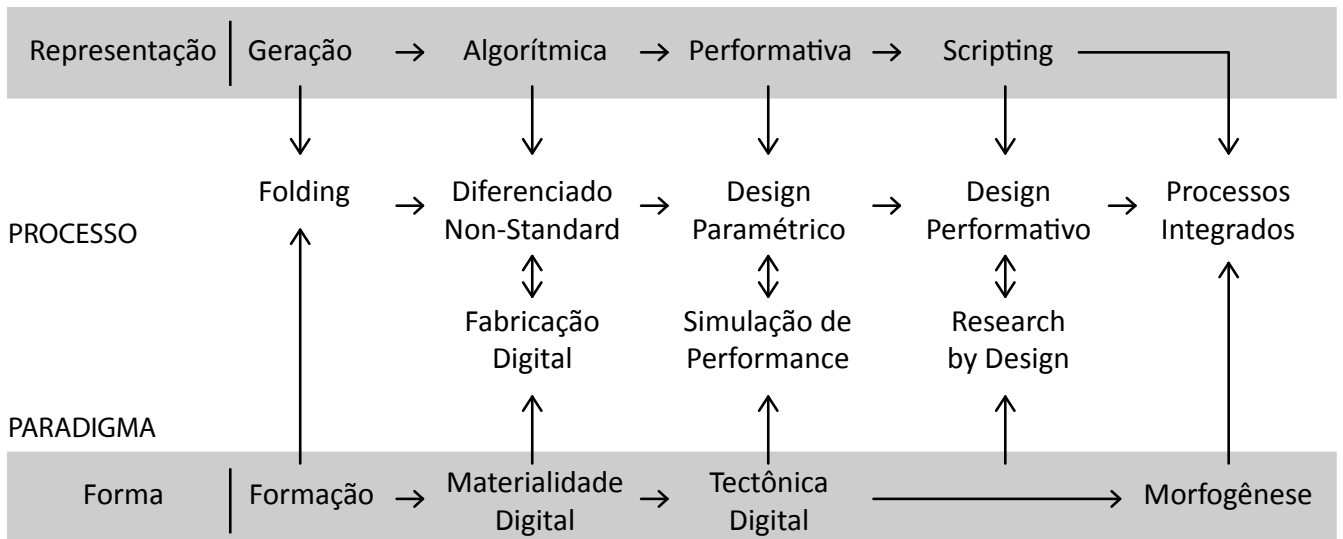 Representação Geração Algorítmica Performativa Scripting
Folding Diferenciado Design Design Processos
Non-Standard Paramétrico Performativo Integrados
PROCESSO
Fabricação Simulação de Research
Digital Performance by Design
PARADIGMA
Forma Formação Materialidade Tectônica Morfogênese
Digital Digital